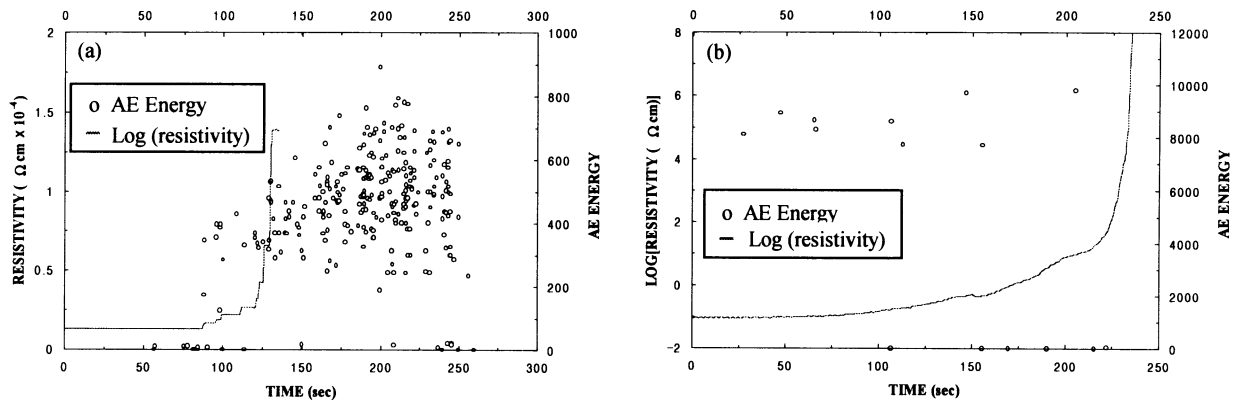 0 50 100 150 200 250 300
2 1000
(a)
AE Energy
Log (resistivity)
1.5 800
1 600
0.5 400
200
0 0
RESISTIVITY ( Ω cm x 10⁻⁴)
AE ENERGY
0 50 100 150 200 250 300
TIME (sec)
0 50 100 150 200 250
8 12000
(b)
6 10000
4 8000
2 6000
0 4000
2000
−2 0
AE Energy
Log (resistivity)
LOG[RESISTIVITY ( Ω cm)]
AE ENERGY
0 50 100 150 200 250
TIME (sec)